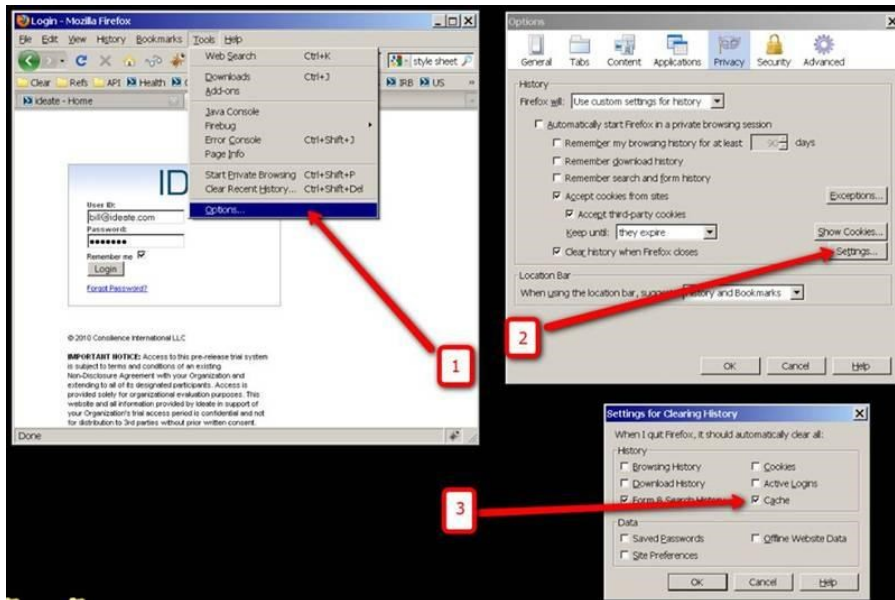 Login - Mozilla Firefox
File Edit View History Bookmarks Tools Help
style sheet
Clear Refs API Health
IRB US
ideate - Home
Web Search Ctrl+K
Downloads Ctrl+J
Add-ons
Java Console
Firebug
Error Console Ctrl+Shift+J
Page Info
Start Private Browsing Ctrl+Shift+P
Clear Recent History... Ctrl+Shift+Del
Options...
ID
User ID:
bill@ideate.com
Password:
Remember me
Login
Forgot Password?
© 2010 Consilience International LLC
IMPORTANT NOTICE: Access to this pre-release trial system
is subject to terms and conditions of an existing
Non-Disclosure Agreement with your Organization and
extending to all of its designated participants. Access is
provided solely for organizational evaluation purposes. This
website and all information provided by Ideate in support of
your Organization's trial access period is confidential and not
for distribution to 3rd parties without prior written consent.
Done
1
Options
General Tabs Content Applications Privacy Security Advanced
History
Firefox will: Use custom settings for history
Automatically start Firefox in a private browsing session
Remember my browsing history for at least 90 days
Remember download history
Remember search and form history
Accept cookies from sites Exceptions...
Accept third-party cookies
Keep until: they expire Show Cookies...
Clear history when Firefox closes Settings...
Location Bar
When using the location bar, History and Bookmarks
2
OK Cancel Help
Settings for Clearing History
When I quit Firefox, it should automatically clear all:
History
Browsing History Cookies
Download History Active Logins
Form & Search History Cache
3
Data
Saved Passwords Offline Website Data
Site Preferences
OK Cancel Help